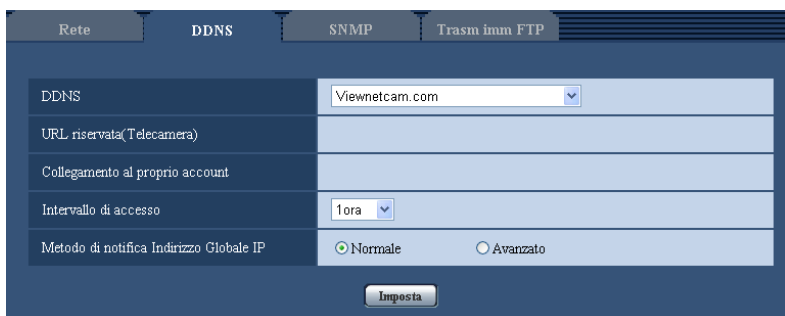 Rete DDNS SNMP Trasm imm FTP
DDNS Viewnetcam.com
URL riservata(Telecamera)
Collegamento al proprio account
Intervallo di accesso 1ora
Metodo di notifica Indirizzo Globale IP Normale Avanzato
Imposta